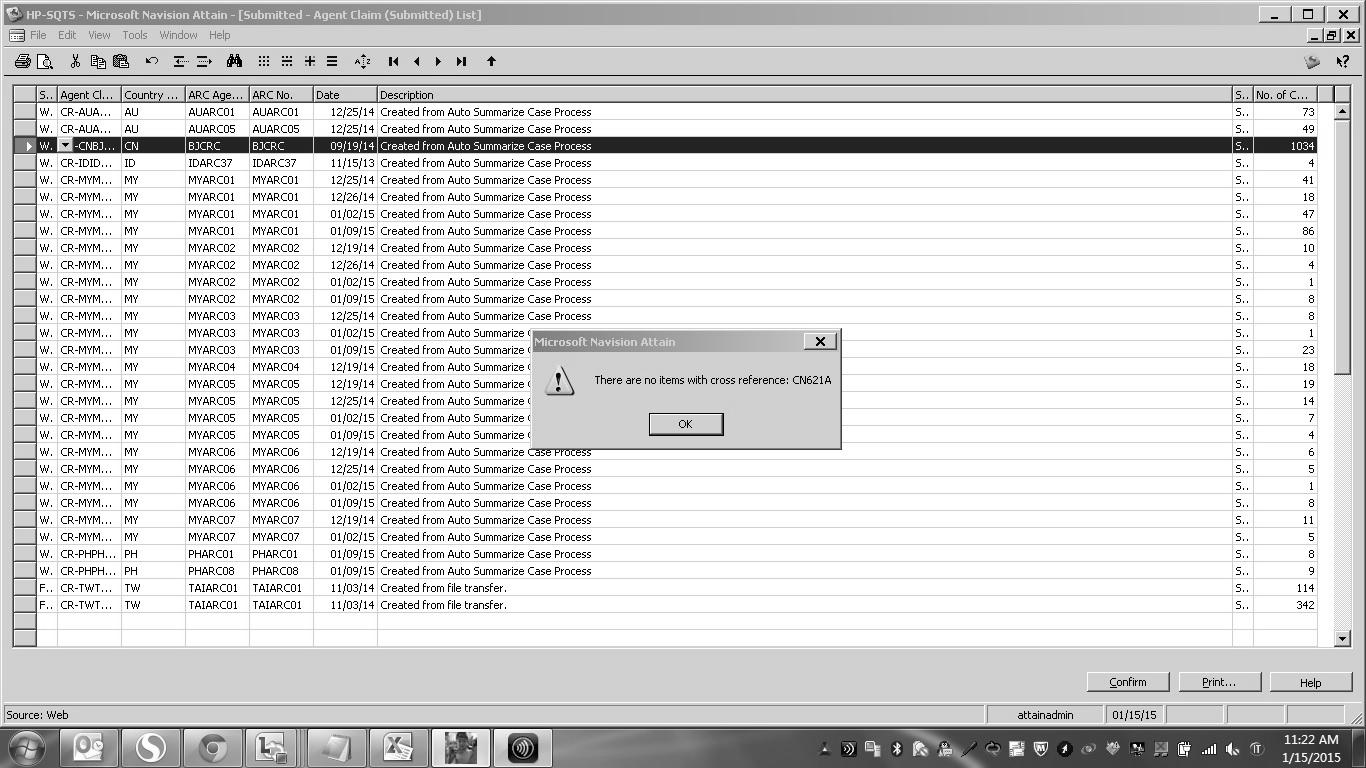 HP-SQTS - Microsoft Navision Attain - [Submitted - Agent Claim (Submitted) List]
File Edit View Tools Window Help
S.. Agent Cl... Country ... ARC Age... ARC No. Date Description S.. No. of C...
W. CR-AUA... AU AUARC01 AUARC01 12/25/14 Created from Auto Summarize Case Process S.. 73
W. CR-AUA... AU AUARC05 AUARC05 12/25/14 Created from Auto Summarize Case Process S.. 49
W. -CNBJ... CN BJCRC BJCRC 09/19/14 Created from Auto Summarize Case Process S.. 1034
W. CR-IDID... ID IDARC37 IDARC37 11/15/13 Created from Auto Summarize Case Process S.. 4
W. CR-MYM... MY MYARC01 MYARC01 12/25/14 Created from Auto Summarize Case Process S.. 41
W. CR-MYM... MY MYARC01 MYARC01 12/26/14 Created from Auto Summarize Case Process S.. 18
W. CR-MYM... MY MYARC01 MYARC01 01/02/15 Created from Auto Summarize Case Process S.. 47
W. CR-MYM... MY MYARC01 MYARC01 01/09/15 Created from Auto Summarize Case Process S.. 86
W. CR-MYM... MY MYARC02 MYARC02 12/19/14 Created from Auto Summarize Case Process S.. 10
W. CR-MYM... MY MYARC02 MYARC02 12/26/14 Created from Auto Summarize Case Process S.. 4
W. CR-MYM... MY MYARC02 MYARC02 01/02/15 Created from Auto Summarize Case Process S.. 1
W. CR-MYM... MY MYARC02 MYARC02 01/09/15 Created from Auto Summarize Case Process S.. 8
W. CR-MYM... MY MYARC03 MYARC03 12/25/14 Created from Auto Summarize Case Process S.. 8
W. CR-MYM... MY MYARC03 MYARC03 01/02/15 Created from Auto Summarize S.. 1
W. CR-MYM... MY MYARC03 MYARC03 01/09/15 Created from Auto Summarize S.. 23
W. CR-MYM... MY MYARC04 MYARC04 12/19/14 Created from Auto Summarize S.. 18
W. CR-MYM... MY MYARC05 MYARC05 12/19/14 Created from Auto Summarize S.. 19
W. CR-MYM... MY MYARC05 MYARC05 12/25/14 Created from Auto Summarize S.. 14
W. CR-MYM... MY MYARC05 MYARC05 01/02/15 Created from Auto Summarize S.. 7
W. CR-MYM... MY MYARC05 MYARC05 01/09/15 Created from Auto Summarize S.. 4
W. CR-MYM... MY MYARC06 MYARC06 12/19/14 Created from Auto Summarize Case Process S.. 6
W. CR-MYM... MY MYARC06 MYARC06 12/25/14 Created from Auto Summarize Case Process S.. 5
W. CR-MYM... MY MYARC06 MYARC06 01/02/15 Created from Auto Summarize Case Process S.. 1
W. CR-MYM... MY MYARC06 MYARC06 01/09/15 Created from Auto Summarize Case Process S.. 8
W. CR-MYM... MY MYARC07 MYARC07 12/19/14 Created from Auto Summarize Case Process S.. 11
W. CR-MYM... MY MYARC07 MYARC07 01/02/15 Created from Auto Summarize Case Process S.. 5
W. CR-PHPH... PH PHARC01 PHARC01 01/09/15 Created from Auto Summarize Case Process S.. 8
W. CR-PHPH... PH PHARC08 PHARC08 01/09/15 Created from Auto Summarize Case Process S.. 9
F.. CR-TWT... TW TAIARC01 TAIARC01 11/03/14 Created from file transfer. S.. 114
F.. CR-TWT... TW TAIARC01 TAIARC01 11/03/14 Created from file transfer. S.. 342
Microsoft Navision Attain
There are no items with cross reference: CN621A
OK
Confirm Print... Help
Source: Web attainadmin 01/15/15
11:22 AM
1/15/2015